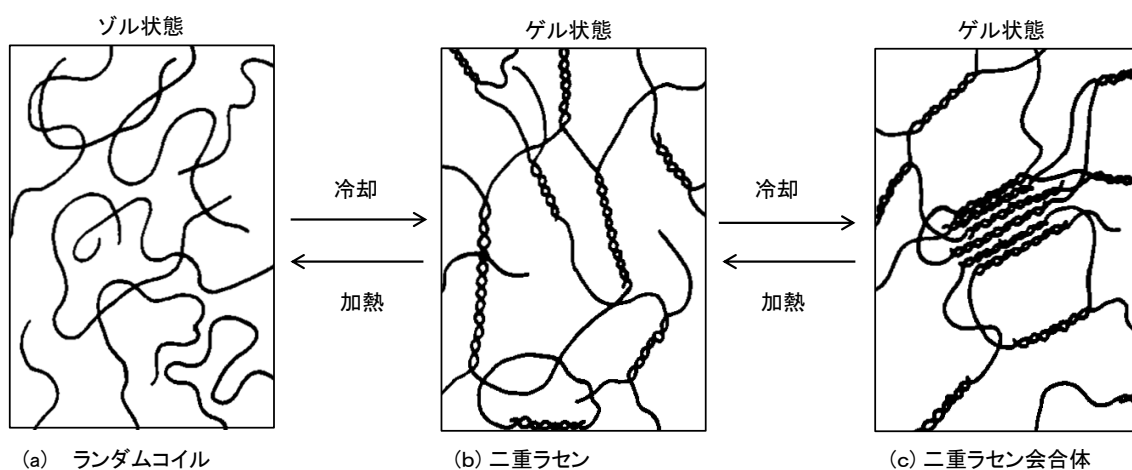 ゾル状態
ゲル状態
ゲル状態
冷却
加熱
冷却
加熱
(a) ランダムコイル
(b) 二重ラセン
(c) 二重ラセン会合体